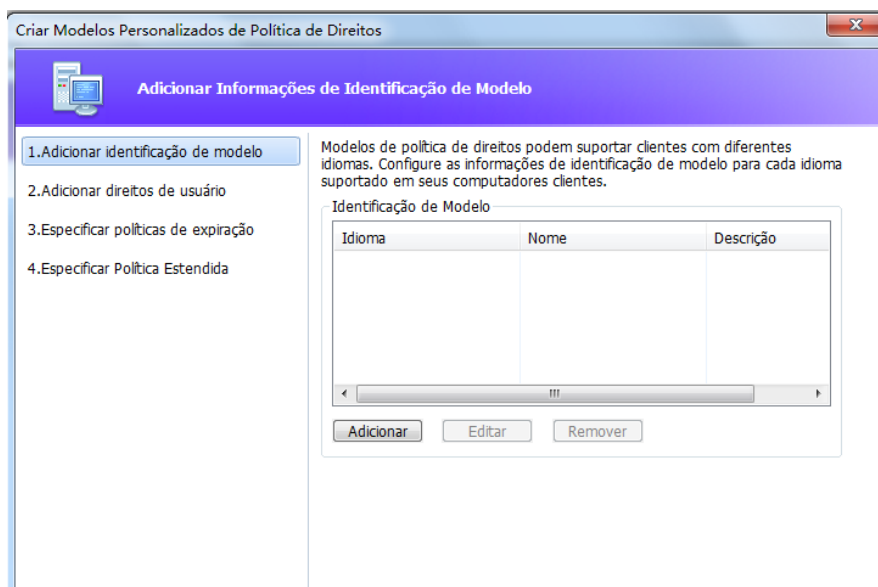 Criar Modelos Personalizados de Política de Direitos
Adicionar Informações de Identificação de Modelo
1.Adicionar identificação de modelo
2.Adicionar direitos de usuário
3.Especificar políticas de expiração
4.Especificar Política Estendida
Modelos de política de direitos podem suportar clientes com diferentes
idiomas. Configure as informações de identificação de modelo para cada idioma
suportado em seus computadores clientes.
Identificação de Modelo
Idioma Nome Descrição
Adicionar Editar Remover